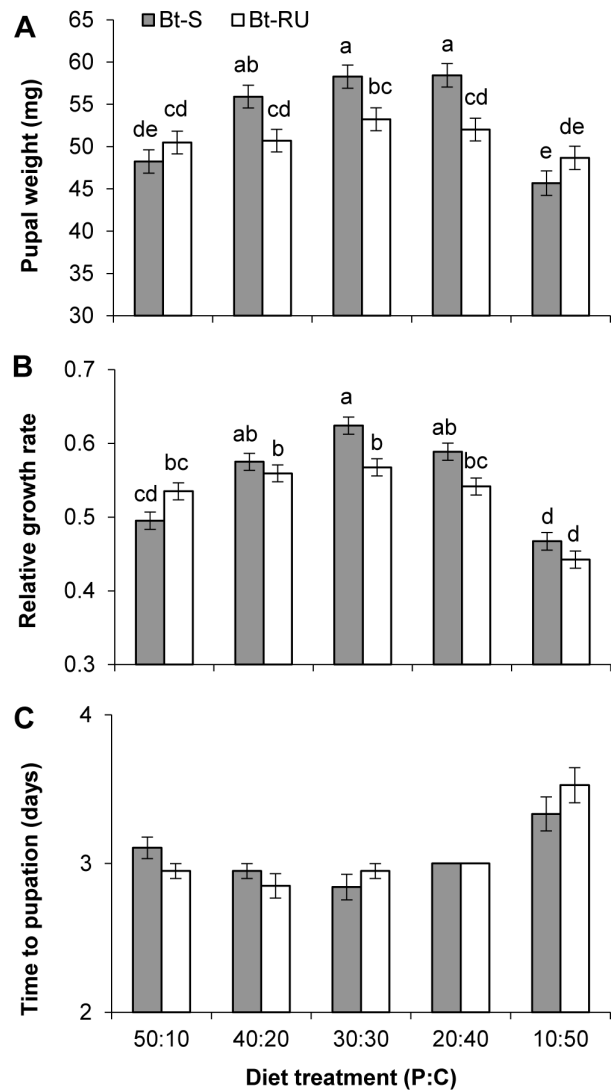 A
Bt-S Bt-RU
Pupal weight (mg)
65
60
55
50
45
40
35
30
de cd ab cd a bc a cd e de
B
Relative growth rate
0.7
0.6
0.5
0.4
0.3
cd bc ab b a b ab bc d d
C
Time to pupation (days)
4
3
2
50:10 40:20 30:30 20:40 10:50
Diet treatment (P:C)